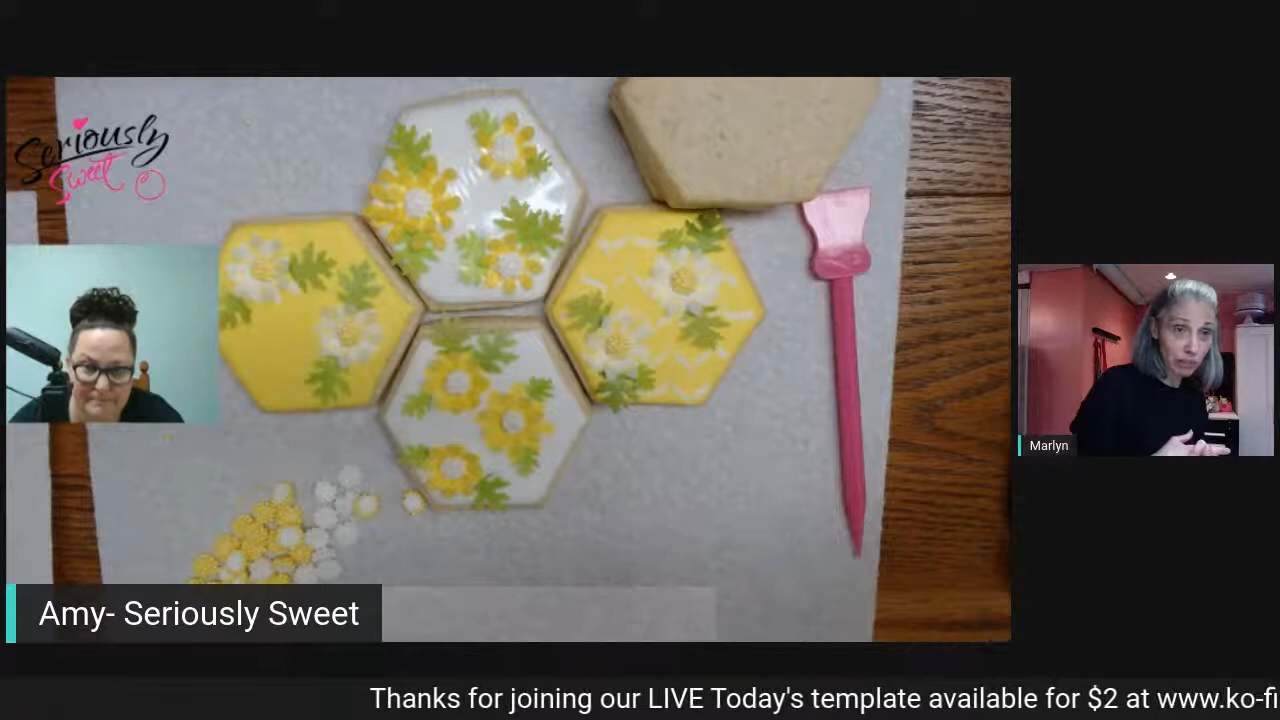 Seriously
Sweet
Marlyn
Amy- Seriously Sweet
Thanks for joining our LIVE Today's template available for $2 at www.ko-fi